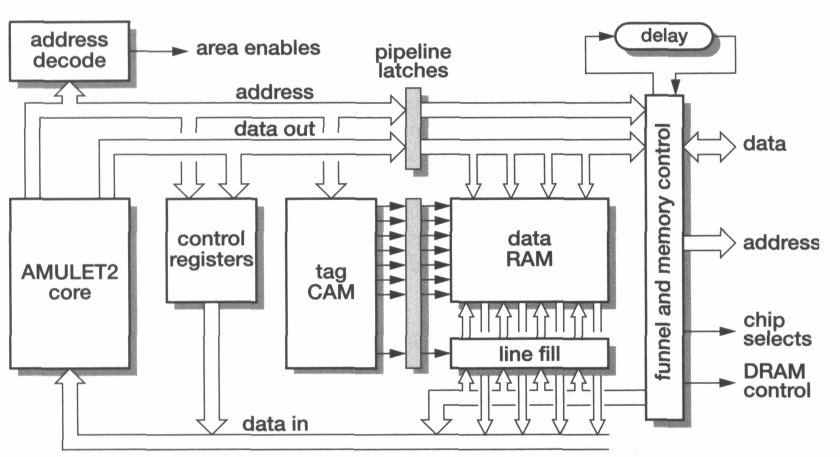 address
decode
area enables
pipeline
latches
delay
address
data out
data
AMULET2
core
control
registers
tag
CAM
data
RAM
funnel and memory control
address
line fill
chip
selects
DRAM
control
data in